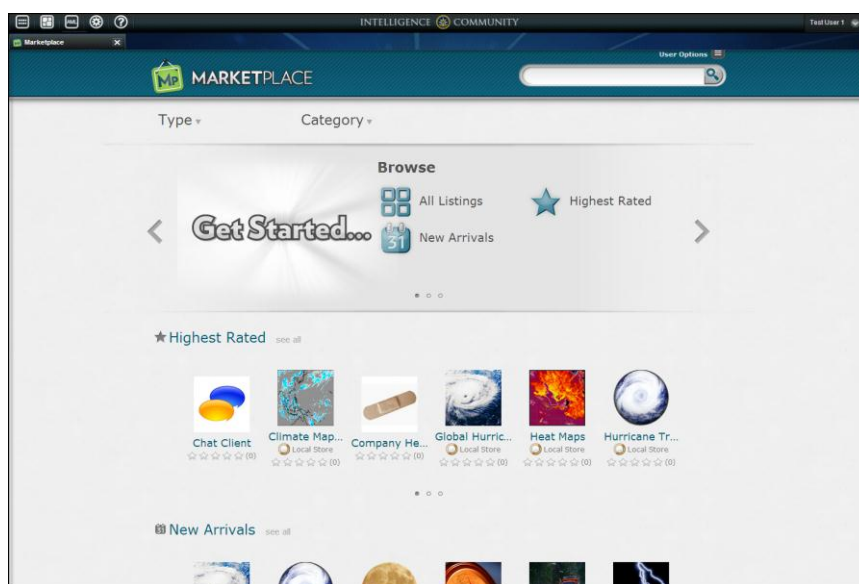 INTELLIGENCE COMMUNITY
Test User 1
Marketplace
X
User Options
Mp MARKETPLACE
Type
Category
Browse
Get Started...
All Listings
Highest Rated
31
New Arrivals
Highest Rated see all
Chat Client
(0)
Climate Map...
Local Store
(0)
Company He...
(0)
Global Hurric...
Local Store
(0)
Heat Maps
Local Store
(0)
Hurricane Tr...
Local Store
(0)
New Arrivals see all